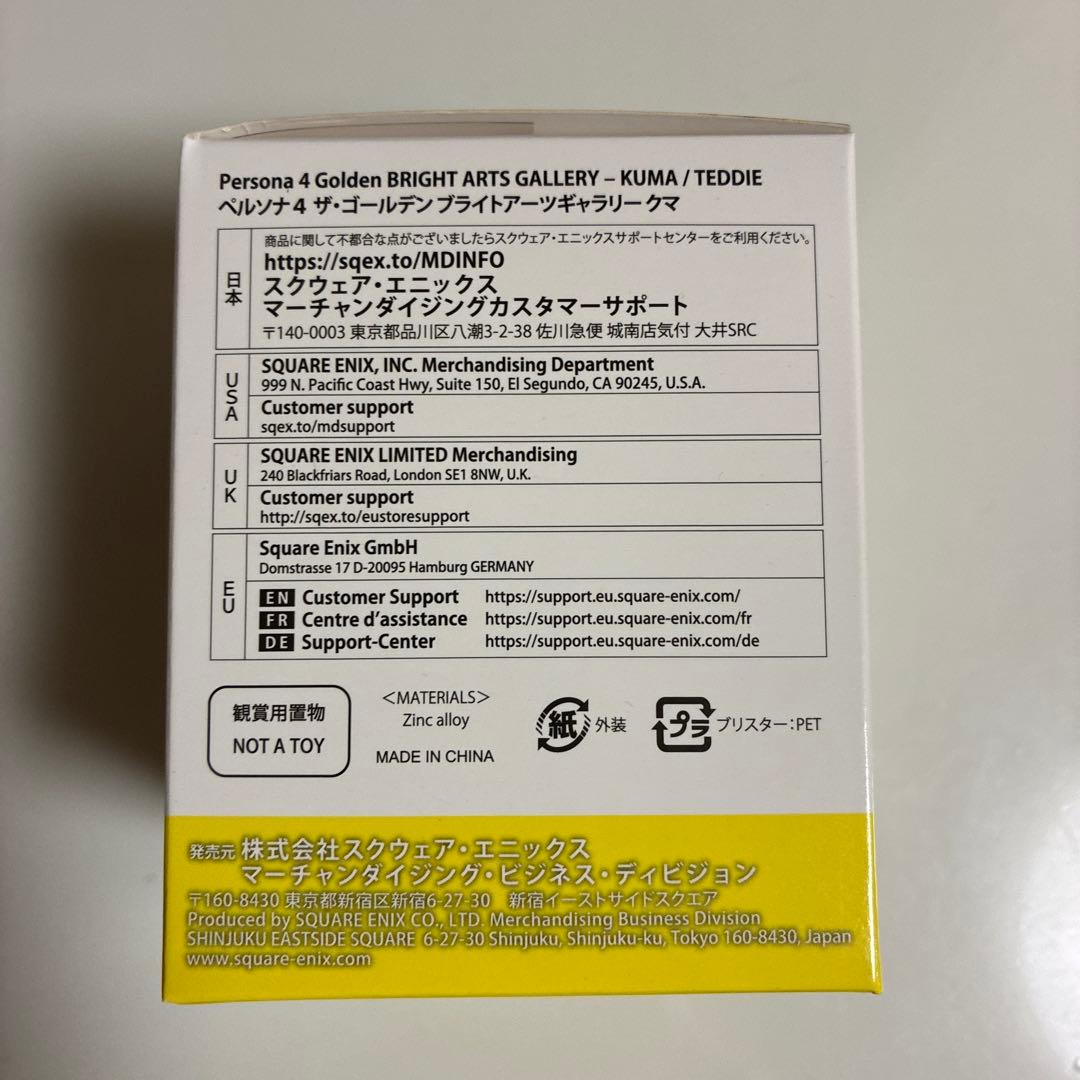 Persona 4 Golden BRIGHT ARTS GALLERY – KUMA / TEDDIE
ペルソナ4 ザ・ゴールデン ブライトアーツギャラリー クマ
日本
商品に関して不都合な点がございましたらスクウェア・エニックスサポートセンターをご利用ください。
https://sqex.to/MDINFO
スクウェア・エニックス
マーチャンダイジングカスタマーサポート
〒140-0003 東京都品川区八潮3-2-38 佐川急便 城南店気付 大井SRC
USA
SQUARE ENIX, INC. Merchandising Department
999 N. Pacific Coast Hwy, Suite 150, El Segundo, CA 90245, U.S.A.
Customer support
sqex.to/mdsupport
UK
SQUARE ENIX LIMITED Merchandising
240 Blackfriars Road, London SE1 8NW, U.K.
Customer support
http://sqex.to/eustoresupport
EU
Square Enix GmbH
Domstrasse 17 D-20095 Hamburg GERMANY
EN Customer Support https://support.eu.square-enix.com/
FR Centre d'assistance https://support.eu.square-enix.com/fr
DE Support-Center https://support.eu.square-enix.com/de
観賞用置物
NOT A TOY
<MATERIALS>
Zinc alloy
MADE IN CHINA
紙 外装
プラ ブリスター:PET
発売元 株式会社スクウェア・エニックス
マーチャンダイジング・ビジネス・ディビジョン
〒160-8430 東京都新宿区新宿6-27-30 新宿イーストサイドスクエア
Produced by SQUARE ENIX CO., LTD. Merchandising Business Division
SHINJUKU EASTSIDE SQUARE 6-27-30 Shinjuku, Shinjuku-ku, Tokyo 160-8430, Japan
www.square-enix.com